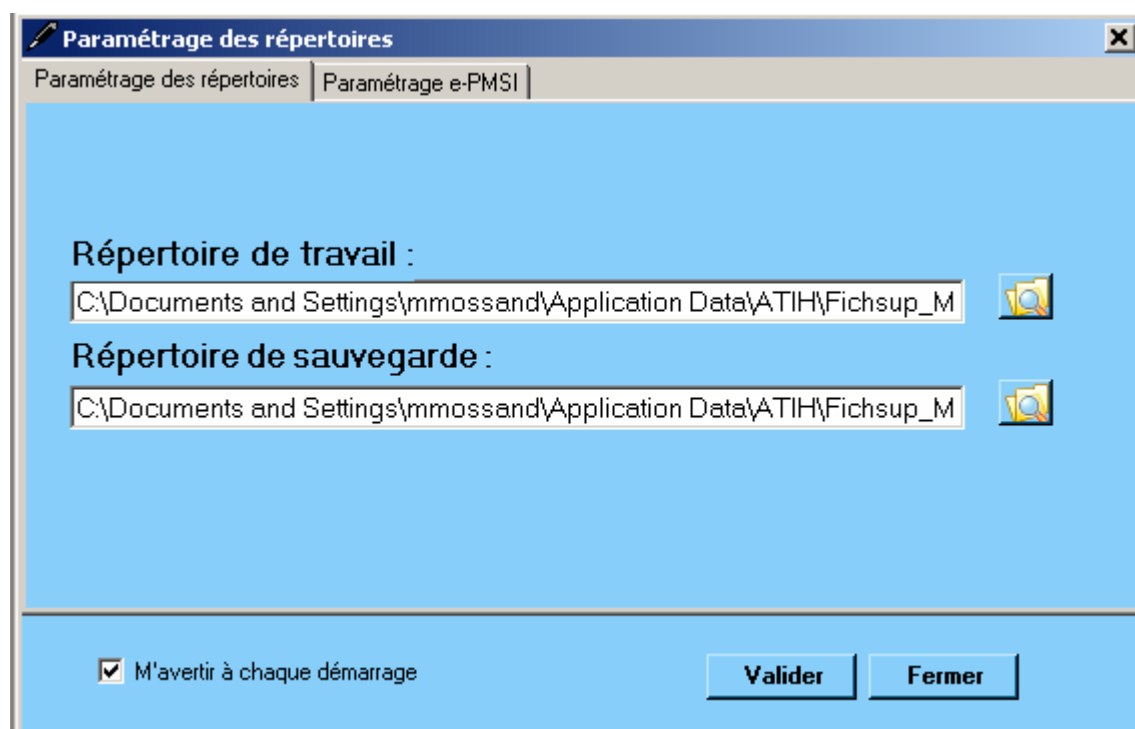 Paramétrage des répertoires
Paramétrage des répertoires Paramétrage e-PMSI
Répertoire de travail :
C:\Documents and Settings\mmossand\Application Data\ATIH\Fichsup_M
Répertoire de sauvegarde :
C:\Documents and Settings\mmossand\Application Data\ATIH\Fichsup_M
M'avertir à chaque démarrage Valider Fermer